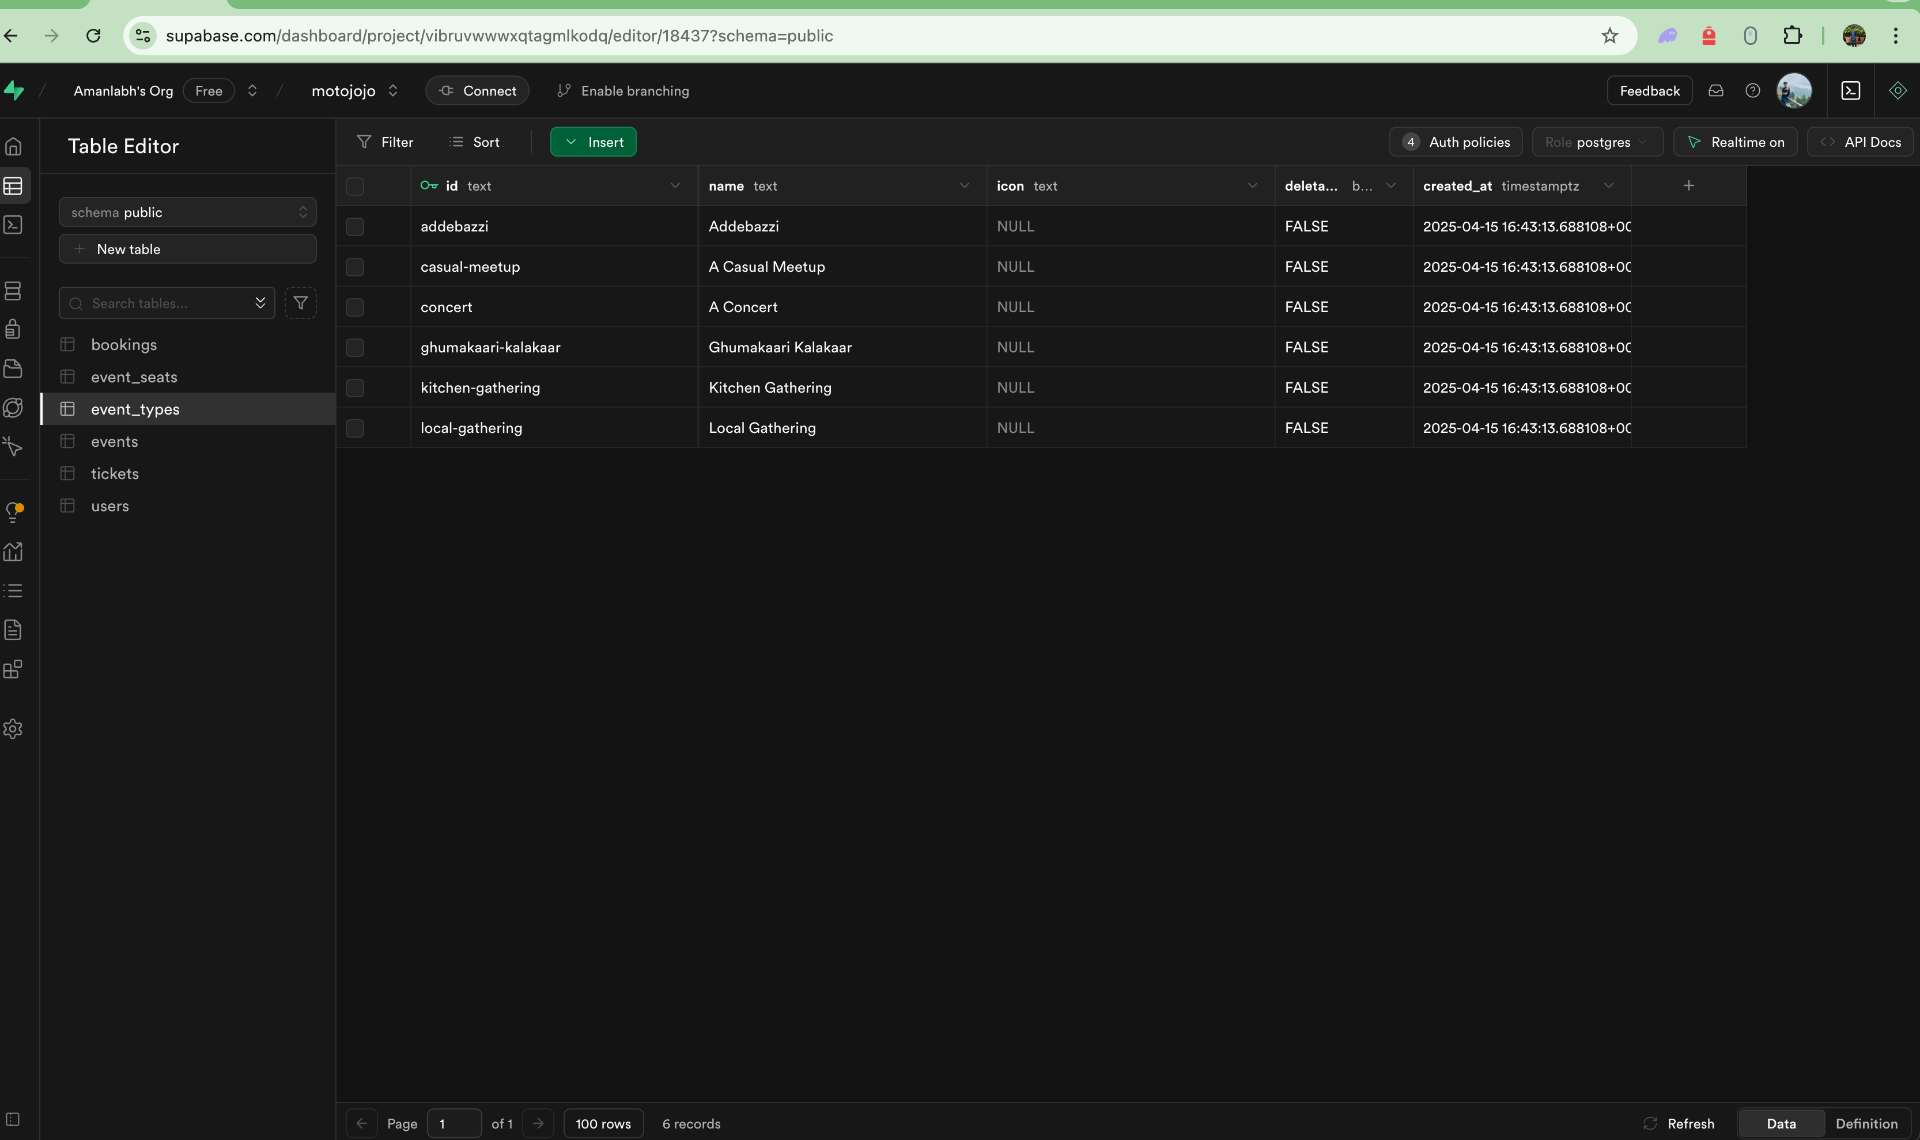 supabase.com/dashboard/project/vibruvwwwxqtagmlkodq/editor/18437?schema=public
Amanlabh's Org Free motojojo Connect Enable branching Feedback
Table Editor
Filter Sort Insert 4 Auth policies Role postgres Realtime on API Docs
schema public
New table
Search tables...
bookings
event_seats
event_types
events
tickets
users
id text name text icon text deleta... b... created_at timestamptz
addebazzi Addebazzi NULL FALSE 2025-04-15 16:43:13.688108+00
casual-meetup A Casual Meetup NULL FALSE 2025-04-15 16:43:13.688108+00
concert A Concert NULL FALSE 2025-04-15 16:43:13.688108+00
ghumakaari-kalakaar Ghumakaari Kalakaar NULL FALSE 2025-04-15 16:43:13.688108+00
kitchen-gathering Kitchen Gathering NULL FALSE 2025-04-15 16:43:13.688108+00
local-gathering Local Gathering NULL FALSE 2025-04-15 16:43:13.688108+00
Page 1 of 1 100 rows 6 records Refresh Data Definition